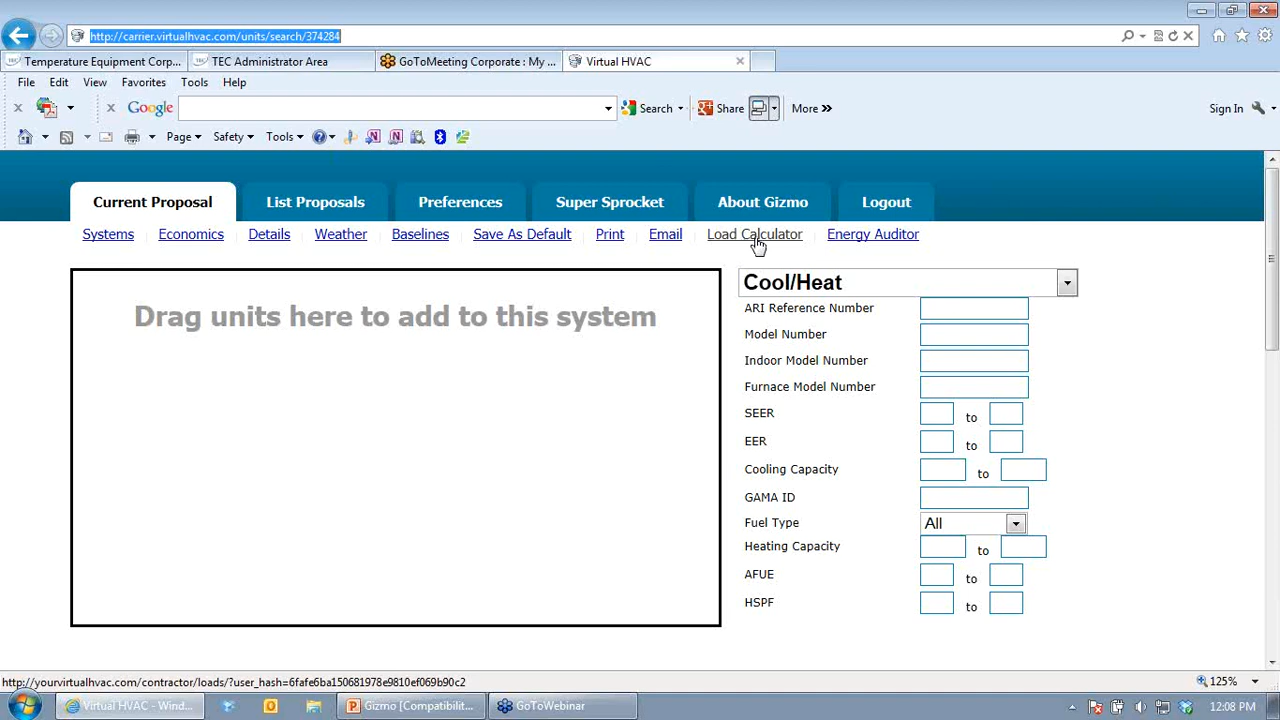 http://carrier.virtualhvac.com/units/search/374284
Temperature Equipment Corp...
TEC Administrator Area
GoToMeeting Corporate : My ...
Virtual HVAC
File Edit View Favorites Tools Help
Google Search Share More » Sign In
Page Safety Tools
Current Proposal List Proposals Preferences Super Sprocket About Gizmo Logout
Systems Economics Details Weather Baselines Save As Default Print Email Load Calculator Energy Auditor
Drag units here to add to this system
Cool/Heat
ARI Reference Number
Model Number
Indoor Model Number
Furnace Model Number
SEER to
EER to
Cooling Capacity to
GAMA ID
Fuel Type All
Heating Capacity to
AFUE to
HSPF to
http://yourvirtualhvac.com/contractor/loads/?user_hash=6fafe6ba150681978e9810ef069b90c2
125%
Virtual HVAC - Wind...
Gizmo [Compatibilit...
GoToWebinar
12:08 PM